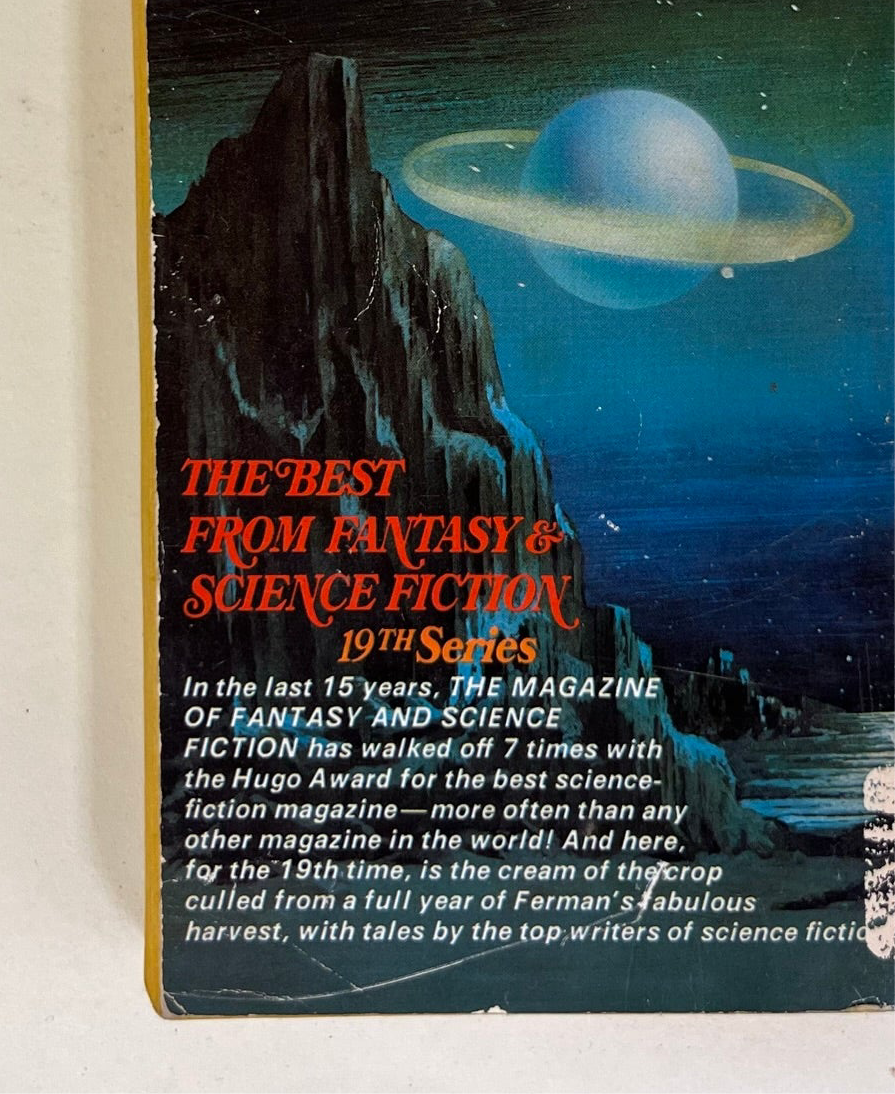 THE BEST
FROM FANTASY &
SCIENCE FICTION
19TH Series
In the last 15 years, THE MAGAZINE
OF FANTASY AND SCIENCE
FICTION has walked off 7 times with
the Hugo Award for the best science-
fiction magazine—more often than any
other magazine in the world! And here,
for the 19th time, is the cream of the crop
culled from a full year of Ferman's fabulous
harvest, with tales by the top writers of science fictio